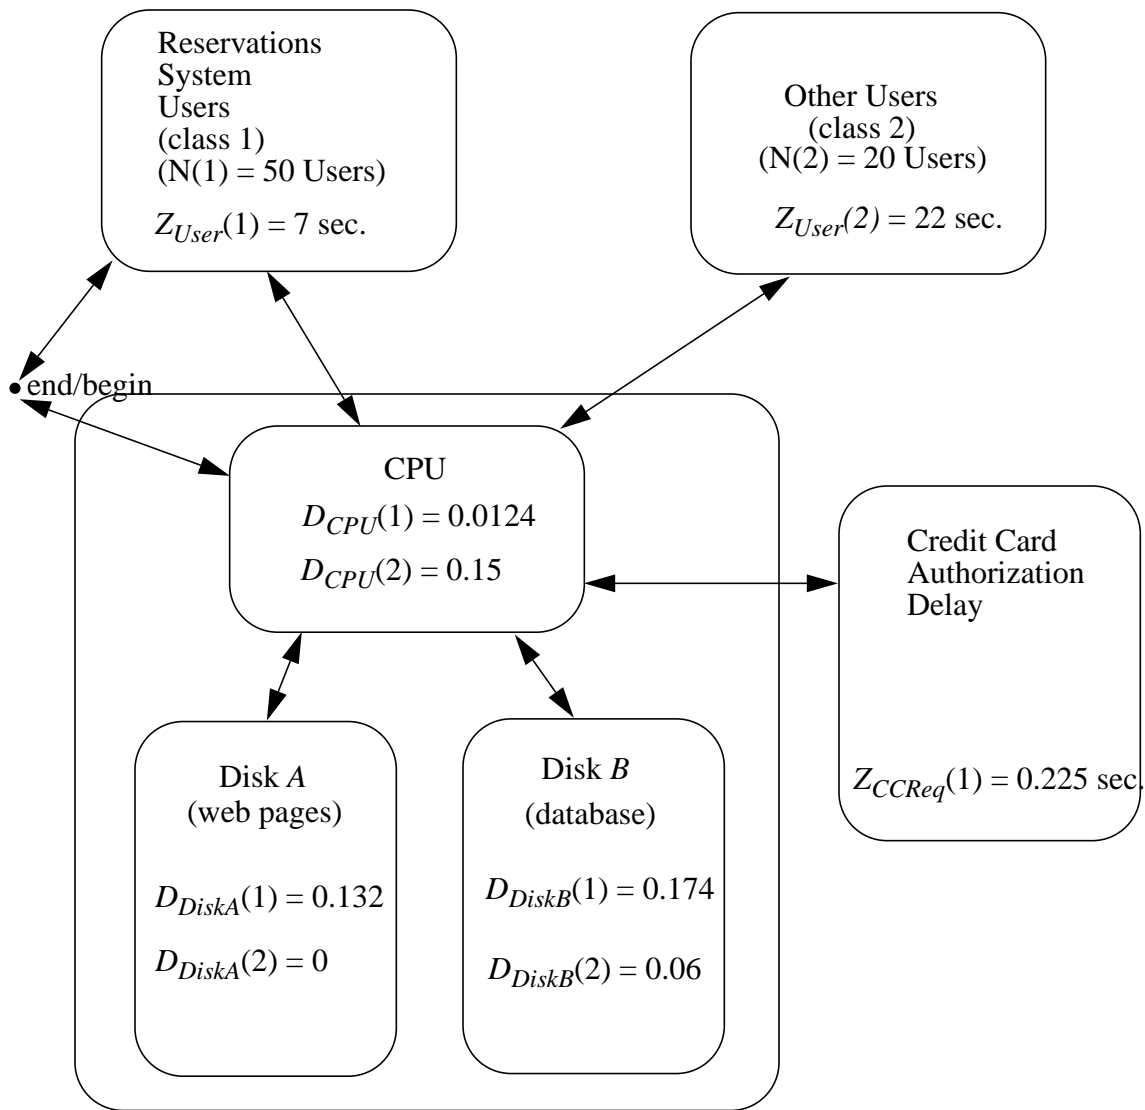 Reservations
System
Users
(class 1)
(N(1) = 50 Users)
Z_User(1) = 7 sec.
Other Users
(class 2)
(N(2) = 20 Users)
Z_User(2) = 22 sec.
end/begin
CPU
D_CPU(1) = 0.0124
D_CPU(2) = 0.15
Credit Card
Authorization
Delay
Z_CCReq(1) = 0.225 sec.
Disk A
(web pages)
D_DiskA(1) = 0.132
D_DiskA(2) = 0
Disk B
(database)
D_DiskB(1) = 0.174
D_DiskB(2) = 0.06